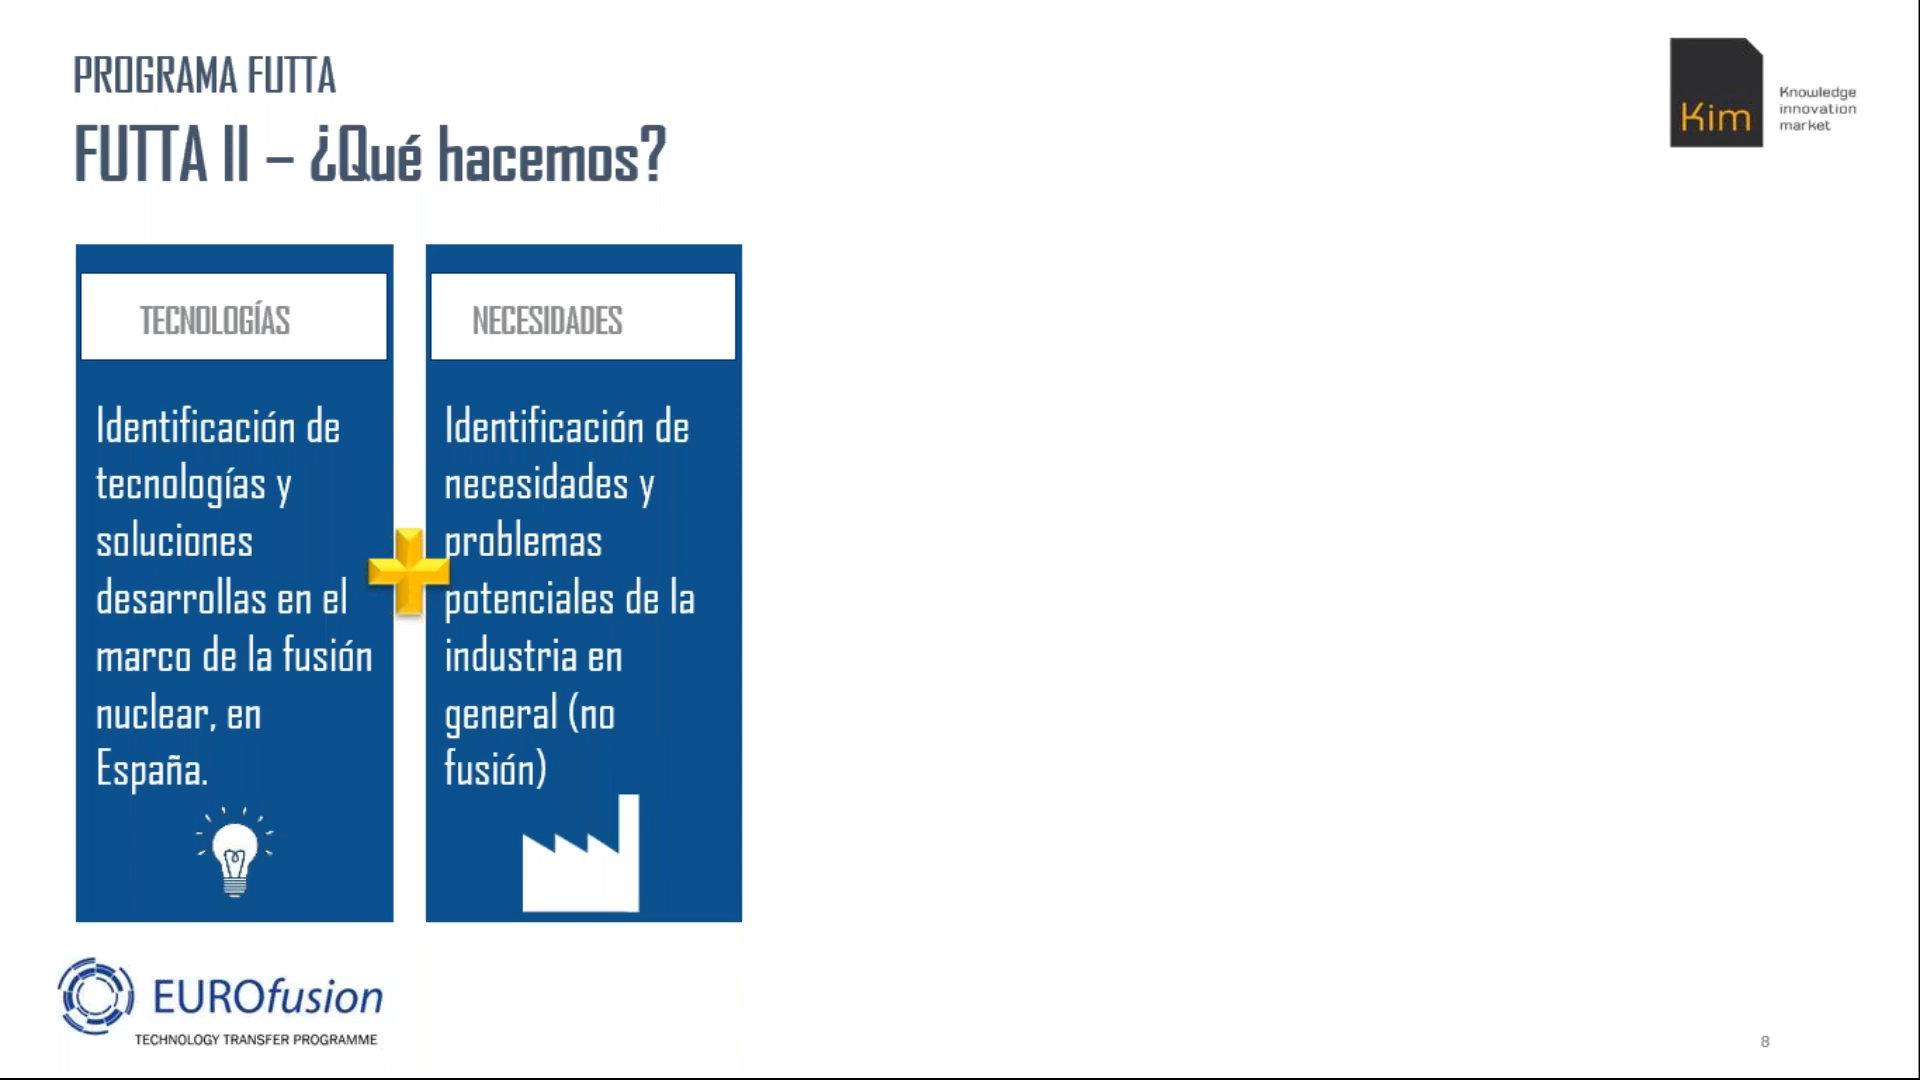 PROGRAMA FUTTA
FUTTA II – ¿Qué hacemos?
Kim
Knowledge
innovation
market
TECNOLOGÍAS
Identificación de
tecnologías y
soluciones
desarrollas en el
marco de la fusión
nuclear, en
España.
NECESIDADES
Identificación de
necesidades y
problemas
potenciales de la
industria en
general (no
fusión)
EUROfusion
TECHNOLOGY TRANSFER PROGRAMME
8